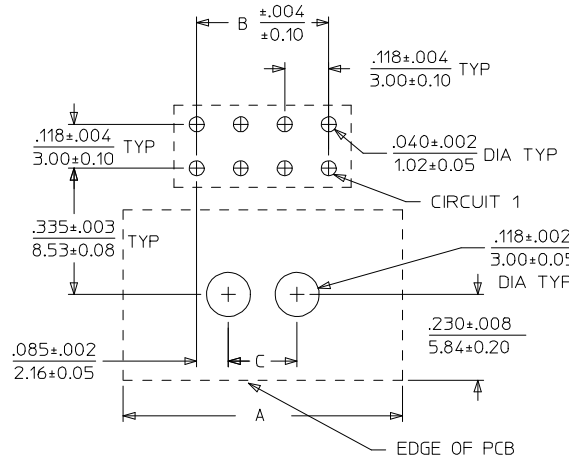 B ±.004
±0.10
.118±.004
3.00±0.10 TYP
.118±.004
3.00±0.10 TYP
.040±.002
1.02±0.05 DIA TYP
CIRCUIT 1
.335±.003
8.53±0.08 TYP
.118±.002
3.00±0.05
DIA TYP
.230±.008
5.84±0.20
.085±.002
2.16±0.05
C
A
EDGE OF PCB